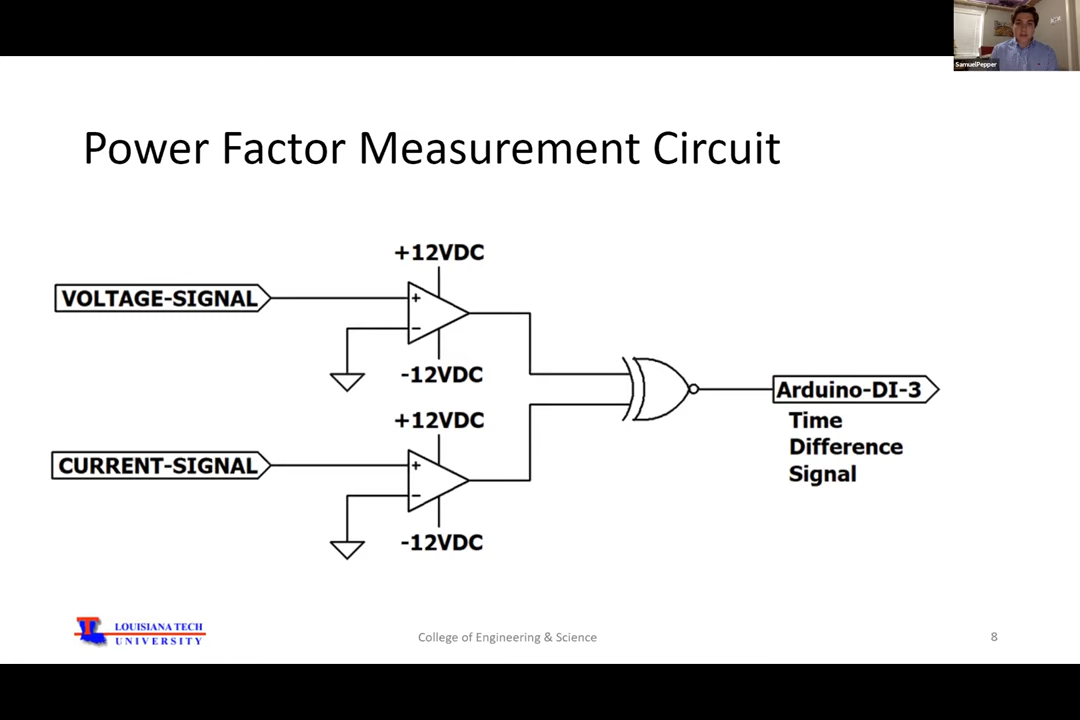 SamuelPepper
Power Factor Measurement Circuit
+12VDC
VOLTAGE-SIGNAL
+
-
-12VDC
+12VDC
CURRENT-SIGNAL
+
-
-12VDC
Arduino-DI-3
Time
Difference
Signal
LOUISIANA TECH
UNIVERSITY
College of Engineering & Science
8